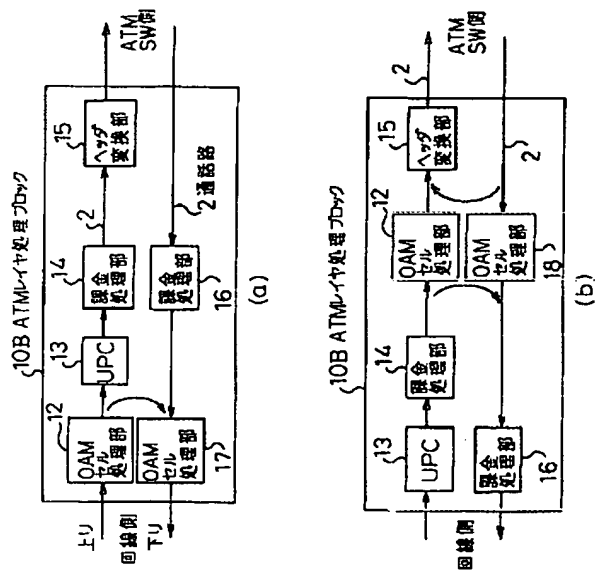 10B ATMレイヤ処理ブロック
上り
回線側
下り
12
OAM
セル
処理部
13
UPC
14
課金
処理部
2
15
ヘッダ
変換部
ATM
SW側
OAM
セル
処理部
17
課金
処理部
16
2通話路
(a)
10B ATMレイヤ処理ブロック
回線側
13
UPC
14
課金
処理部
12
OAM
セル
処理部
15
ヘッダ
変換部
2
ATM
SW側
課金
処理部
16
OAM
セル
処理部
18
2
(b)